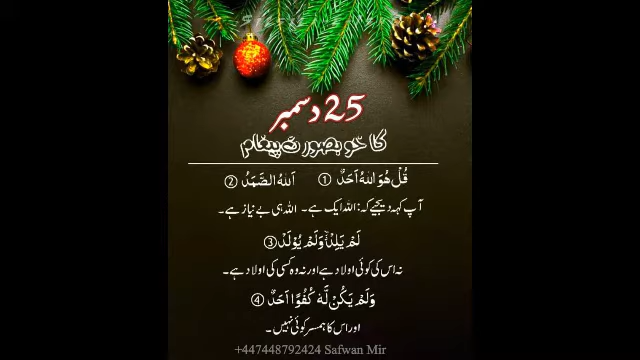 25 دسمبر
کا خوبصورت پیغام
قُلْ هُوَ اللّٰهُ اَحَدٌ ① اَللّٰهُ الصَّمَدُ ②
آپ کہہ دیجیے کہ: اللہ ایک ہے۔ اللہ ہی بے نیاز ہے۔
لَمْ يَلِدْ ۙ وَلَمْ يُوْلَدْ ③
نہ اس کی کوئی اولاد ہے اور نہ وہ کسی کی اولاد ہے۔
وَلَمْ يَكُنْ لَّهٗ كُفُوًا اَحَدٌ ④
اور اس کا ہمسر کوئی نہیں۔
+447448792424 Safwan Mir